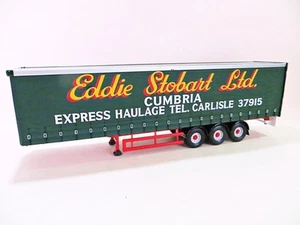 Eddie Stobart Ltd.
CUMBRIA
EXPRESS HAULAGE TEL. CARLISLE 37915